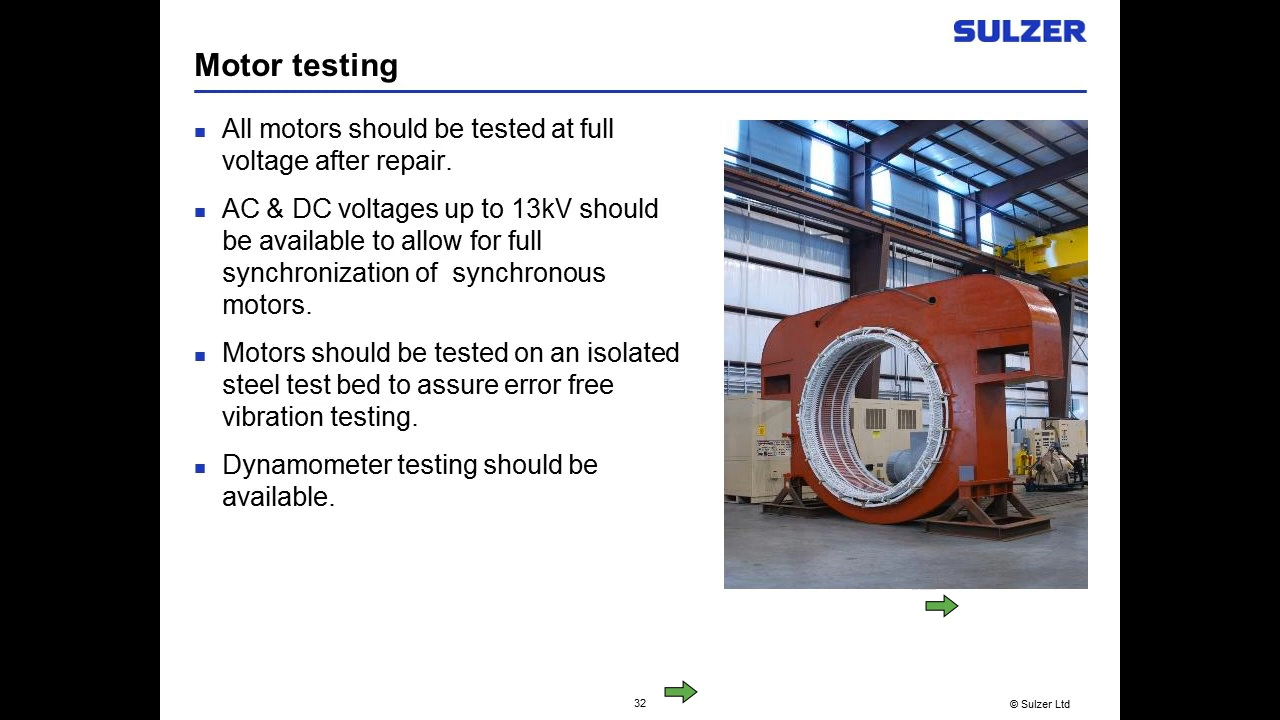 SULZER
Motor testing
All motors should be tested at full
voltage after repair.
AC & DC voltages up to 13kV should
be available to allow for full
synchronization of  synchronous
motors.
Motors should be tested on an isolated
steel test bed to assure error free
vibration testing.
Dynamometer testing should be
available.
32
© Sulzer Ltd